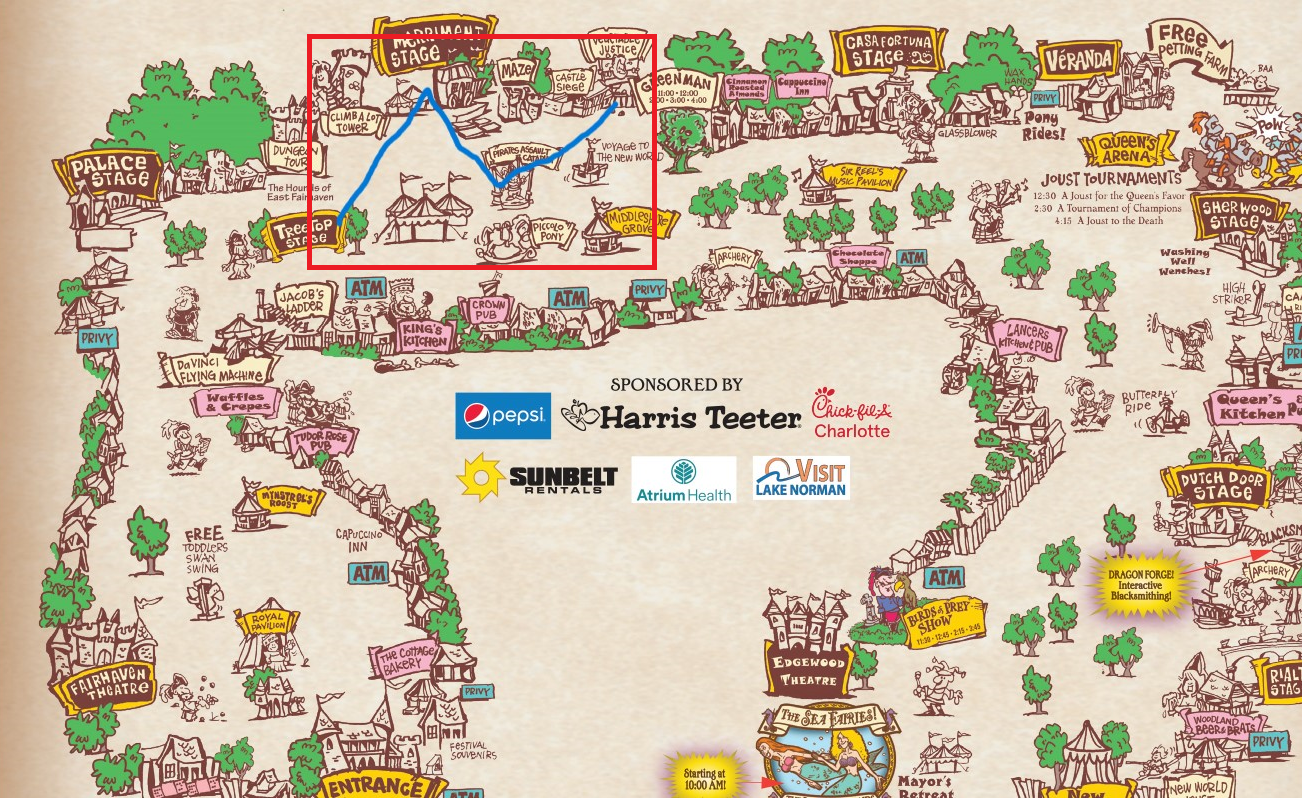 MERRIMENT
STAGE
VEGETABLE
JUSTICE
MAZE
CASTLE
SIEGE
CLIMB A LOT
TOWER
GREENMAN
11:00 • 12:00
2:00 • 3:00 • 4:00
Cinnamon
Roasted
Almonds
Cappuccino
Inn
CASA FORTUNA
STAGE
WAX
HANDS
VERANDA
FREE
PETTING FARM
BAA
PRIVY
Pony
Rides!
GLASSBLOWER
QUEEN'S
ARENA
POW
JOUST TOURNAMENTS
12:30 A Joust for the Queen's Favor
2:30 A Tournament of Champions
4:15 A Joust to the Death
PALACE
STAGE
DUNGEON
TOUR
The Hounds of
East Fairhaven
TREETOP
STAGE
PIRATES ASSAULT
VOYAGE TO
THE NEW WORLD
PICCOLO
PONY
MIDDLESHIRE
GROVE
SIR REEL'S
MUSIC PAVILION
SHERWOOD
STAGE
Washing
Well
Wenches!
ARCHERY
Chocolate
Shoppe
ATM
JACOB'S
LADDER
ATM
KING'S
KITCHEN
CROWN
PUB
ATM
PRIVY
HIGH
STRIKER
LANCERS
KITCHEN & PUB
PRIVY
DAVINCI
FLYING MACHINE
Waffles
& Crepes
TUDOR ROSE
PUB
SPONSORED BY
pepsi
Harris Teeter
Chick-fil-A
Charlotte
SUNBELT
RENTALS
Atrium Health
VISIT
LAKE NORMAN
BUTTERFLY
RIDE
Queen's
Kitchen
DUTCH DOOR
STAGE
MINSTREL'S
ROOST
FREE
TODDLERS
SWAN
SWING
CAPUCCINO
INN
ATM
DRAGON FORGE!
Interactive
Blacksmithing!
BLACKSM
ARCHERY
ATM
BIRDS of PREY
SHOW
11:30 • 12:45 • 2:15 • 3:45
ROYAL
PAVILION
THE COTTAGE
BAKERY
PRIVY
FAIRHAVEN
THEATRE
EDGEWOOD
THEATRE
THE SEA FAIRIES!
Starting at
10:00 AM!
Mayor's
Retreat
FESTIVAL
SOUVENIRS
ENTRANCE
ATM
RIALT
STAG
WOODLAND
BEER & BRATS
PRIVY
New
NEW WORLD